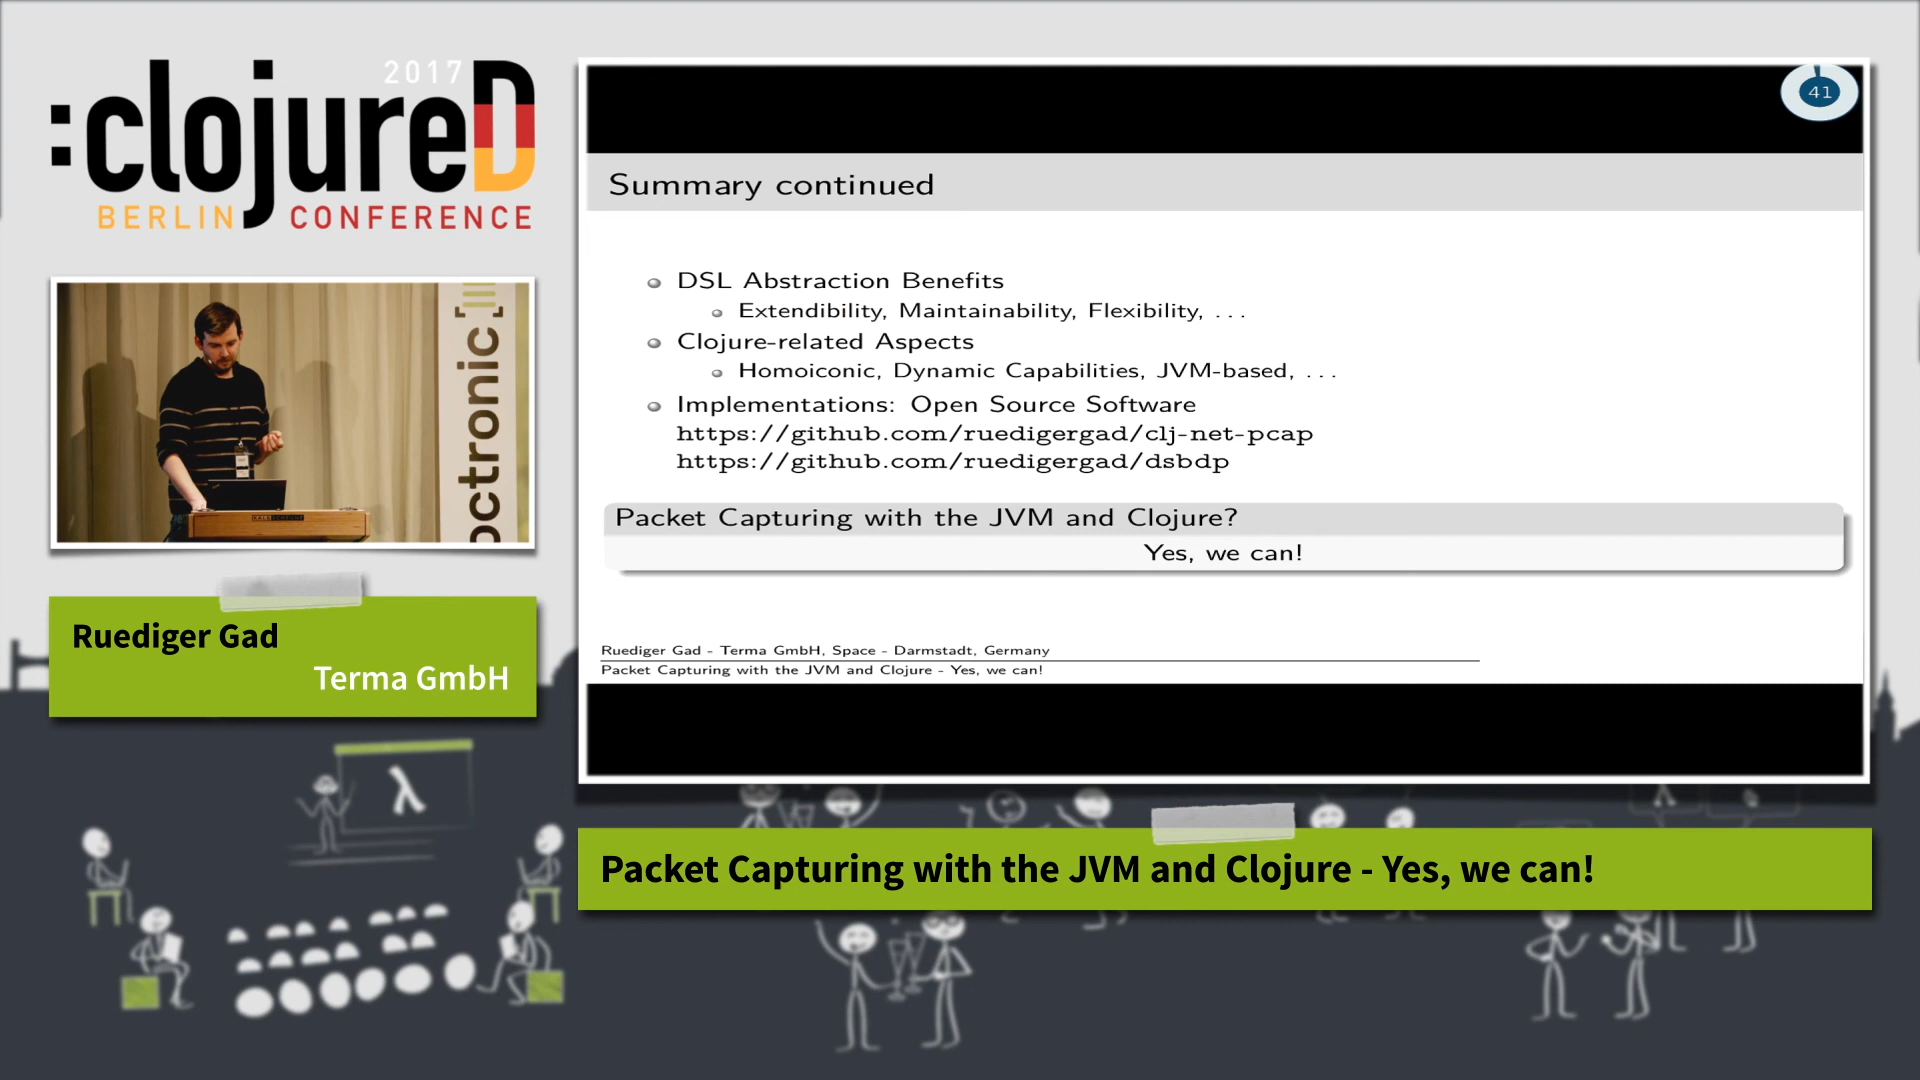 2017
:clojureD
BERLIN CONFERENCE
octronic]
Ruediger Gad
Terma GmbH
41
Summary continued
DSL Abstraction Benefits
Extendibility, Maintainability, Flexibility, ...
Clojure-related Aspects
Homoiconic, Dynamic Capabilities, JVM-based, ...
Implementations: Open Source Software
https://github.com/ruedigergad/clj-net-pcap
https://github.com/ruedigergad/dsbdp
Packet Capturing with the JVM and Clojure?
Yes, we can!
Ruediger Gad - Terma GmbH, Space - Darmstadt, Germany
Packet Capturing with the JVM and Clojure - Yes, we can!
λ
Packet Capturing with the JVM and Clojure - Yes, we can!